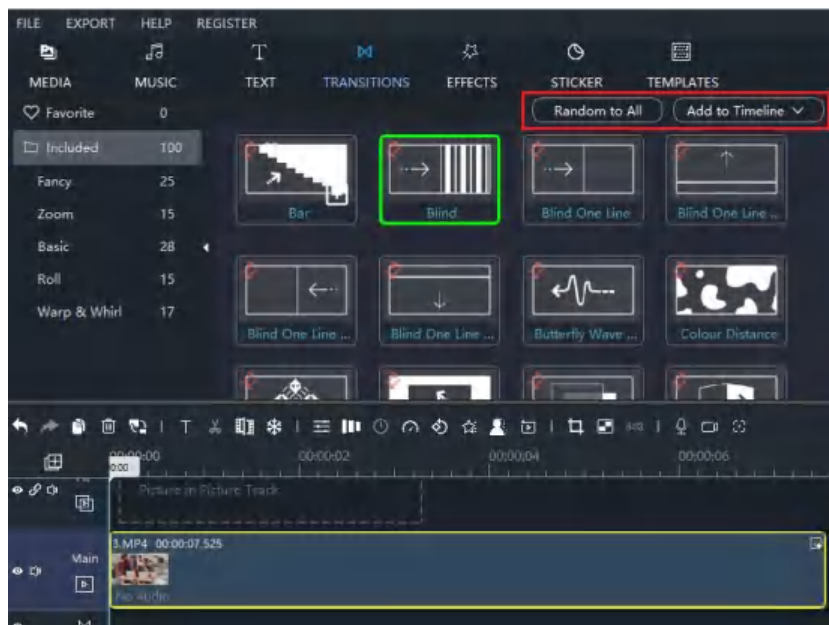 FILE EXPORT HELP REGISTER
MEDIA MUSIC TEXT TRANSITIONS EFFECTS STICKER TEMPLATES
Favorite 0
Random to All Add to Timeline
Included 100
Fancy 25
Zoom 15
Basic 28
Roll 15
Warp & Whirl 17
Bar Blind Blind One Line Blind One Line ...
Blind One Line ... Blind One Line ... Butterfly Wave ... Colour Distance
00:00:00 00:00:02 00:00:04 00:00:06
0:00
Picture in Picture Track
3.MP4 00:00:07.525
Main
No Audio